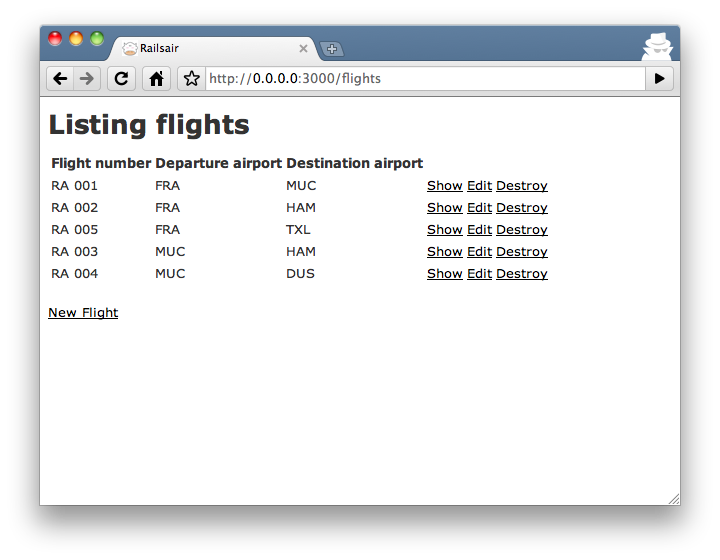 Railsair
http://0.0.0.0:3000/flights
Listing flights
Flight number Departure airport Destination airport
RA 001 FRA MUC Show Edit Destroy
RA 002 FRA HAM Show Edit Destroy
RA 005 FRA TXL Show Edit Destroy
RA 003 MUC HAM Show Edit Destroy
RA 004 MUC DUS Show Edit Destroy
New Flight